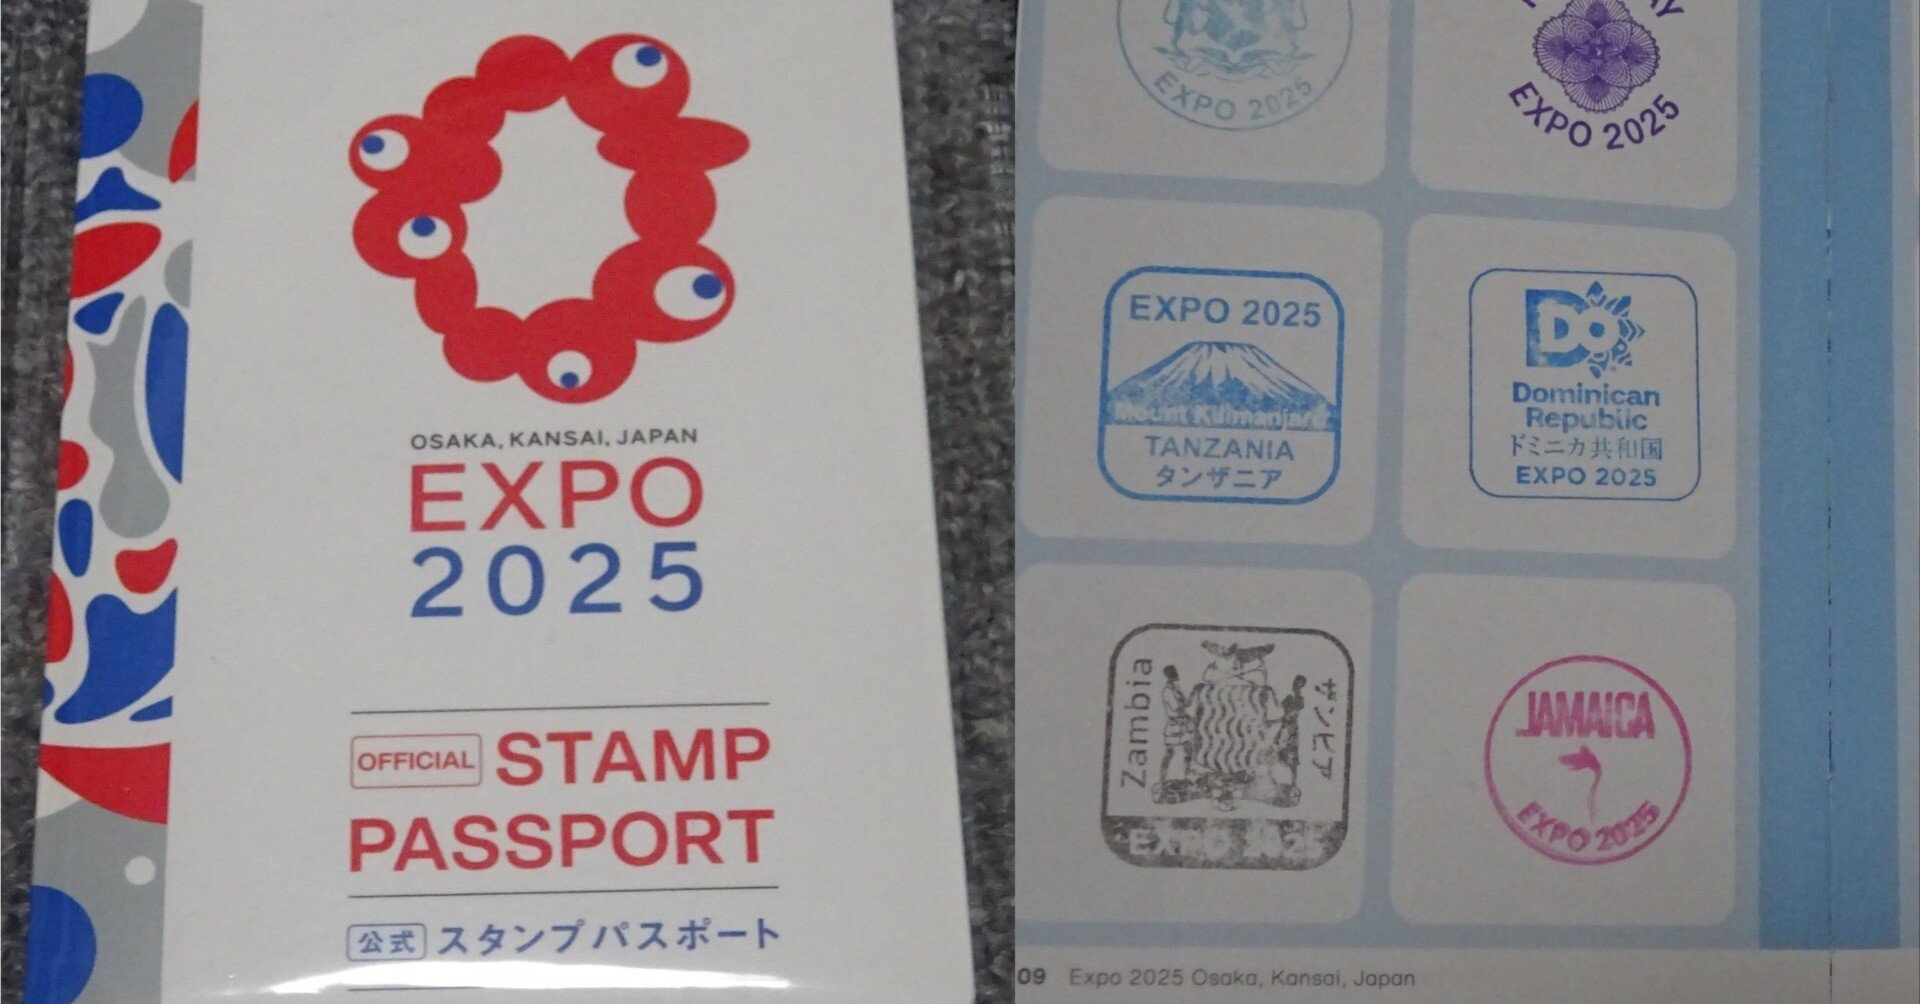 OSAKA, KANSAI, JAPAN
EXPO
2025
OFFICIAL STAMP
PASSPORT
公式 スタンプパスポート
EXPO 2025
EXPO 2025
EXPO 2025
Mount Kilimanjaro
TANZANIA
タンザニア
DO
Dominican
Republic
ドミニカ共和国
EXPO 2025
Zambia
ザンビア
EXPO 2025
JAMAICA
EXPO 2025
09 Expo 2025 Osaka, Kansai, Japan